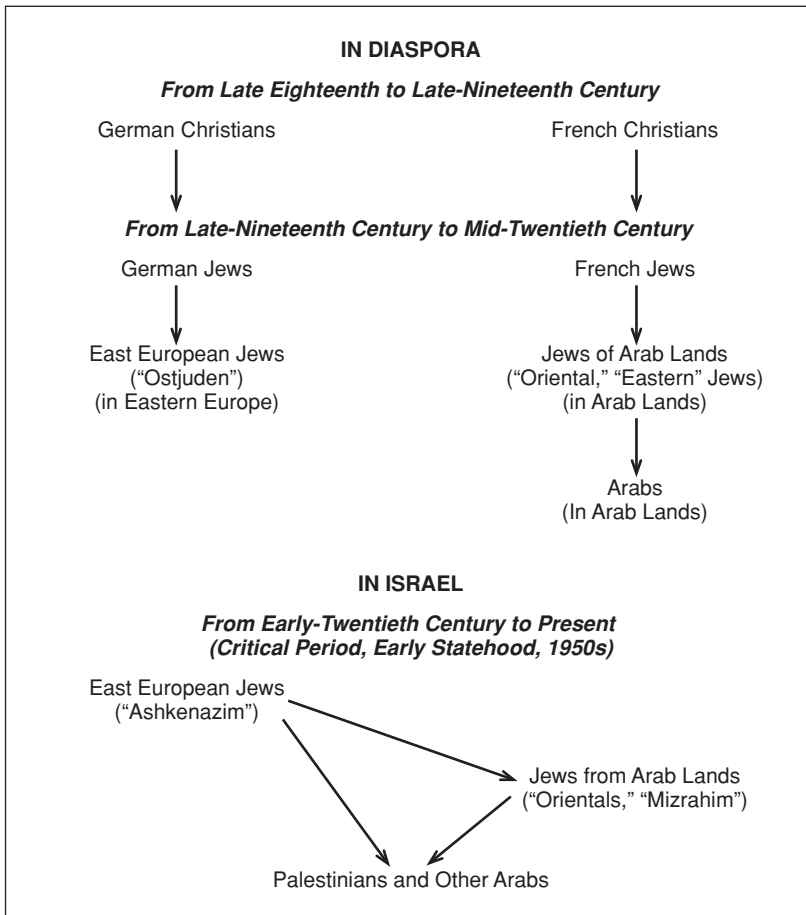 IN DIASPORA
From Late Eighteenth to Late-Nineteenth Century
German Christians
French Christians
From Late-Nineteenth Century to Mid-Twentieth Century
German Jews
French Jews
East European Jews
(“Ostjuden”)
(in Eastern Europe)
Jews of Arab Lands
(“Oriental,” “Eastern” Jews)
(in Arab Lands)
Arabs
(In Arab Lands)
IN ISRAEL
From Early-Twentieth Century to Present
(Critical Period, Early Statehood, 1950s)
East European Jews
(“Ashkenazim”)
Jews from Arab Lands
(“Orientals,” “Mizrahim”)
Palestinians and Other Arabs